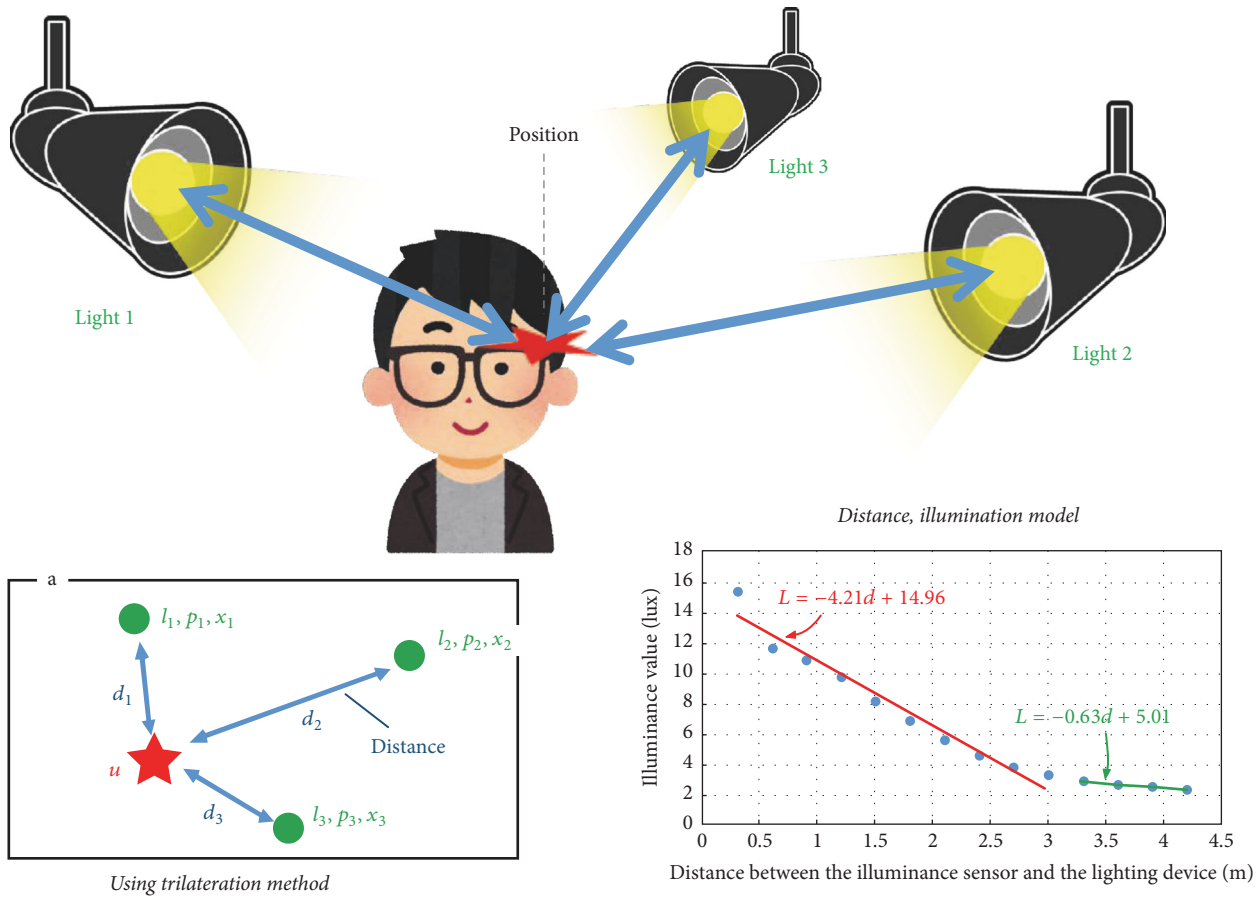 Position
Light 3
Light 1
Light 2
a
l₁, p₁, x₁
l₂, p₂, x₂
d₁
d₂
Distance
u
d₃
l₃, p₃, x₃
Using trilateration method
Distance, illumination model
18
16
14
12
10
8
6
4
2
0
Illuminance value (lux)
L = −4.21d + 14.96
L = −0.63d + 5.01
0 0.5 1 1.5 2 2.5 3 3.5 4 4.5
Distance between the illuminance sensor and the lighting device (m)